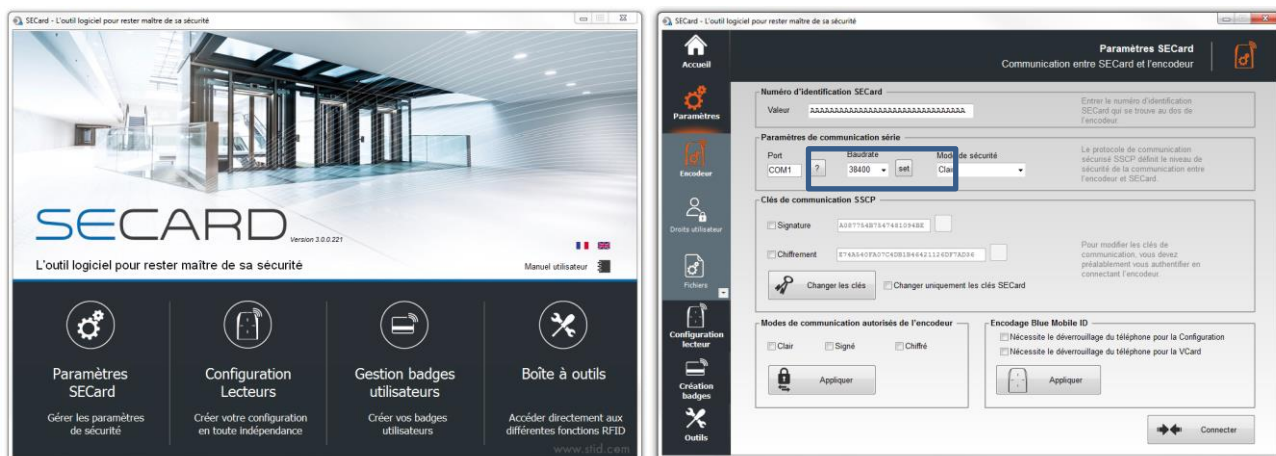 SECard - L'outil logiciel pour rester maître de sa sécurité
SECARD
Version 3.0.0.221
L'outil logiciel pour rester maître de sa sécurité
Manuel utilisateur
Paramètres
SECard
Gérer les paramètres
de sécurité
Configuration
Lecteurs
Créer votre configuration
en toute indépendance
Gestion badges
utilisateurs
Créer vos badges
utilisateurs
Boîte à outils
Accéder directement aux
différentes fonctions RFID
www.stid.com
SECard - L'outil logiciel pour rester maître de sa sécurité
Accueil
Paramètres
Encodeur
Droits utilisateur
Fichiers
Configuration
lecteur
Création
badges
Outils
Paramètres SECard
Communication entre SECard et l'encodeur
Numéro d'identification SECard
Valeur
Entrer le numéro d'identification
SECard qui se trouve au dos de
l'encodeur
Paramètres de communication série
Port
Baudrate
Mode de sécurité
COM1
?
38400
set
Clair
Le protocole de communication
sécurisé SSCP définit le niveau de
sécurité de la communication entre
l'encodeur et SECard.
Clés de communication SSCP
Signature
Chiffrement
Pour modifier les clés de
communication, vous devez
préalablement vous authentifier en
connectant l'encodeur
Changer les clés
Changer uniquement les clés SECard
Modes de communication autorisés de l'encodeur
Clair
Signé
Chiffré
Appliquer
Encodage Blue Mobile ID
Nécessite le déverrouillage du téléphone pour la Configuration
Nécessite le déverrouillage du téléphone pour la VCard
Appliquer
Connecter